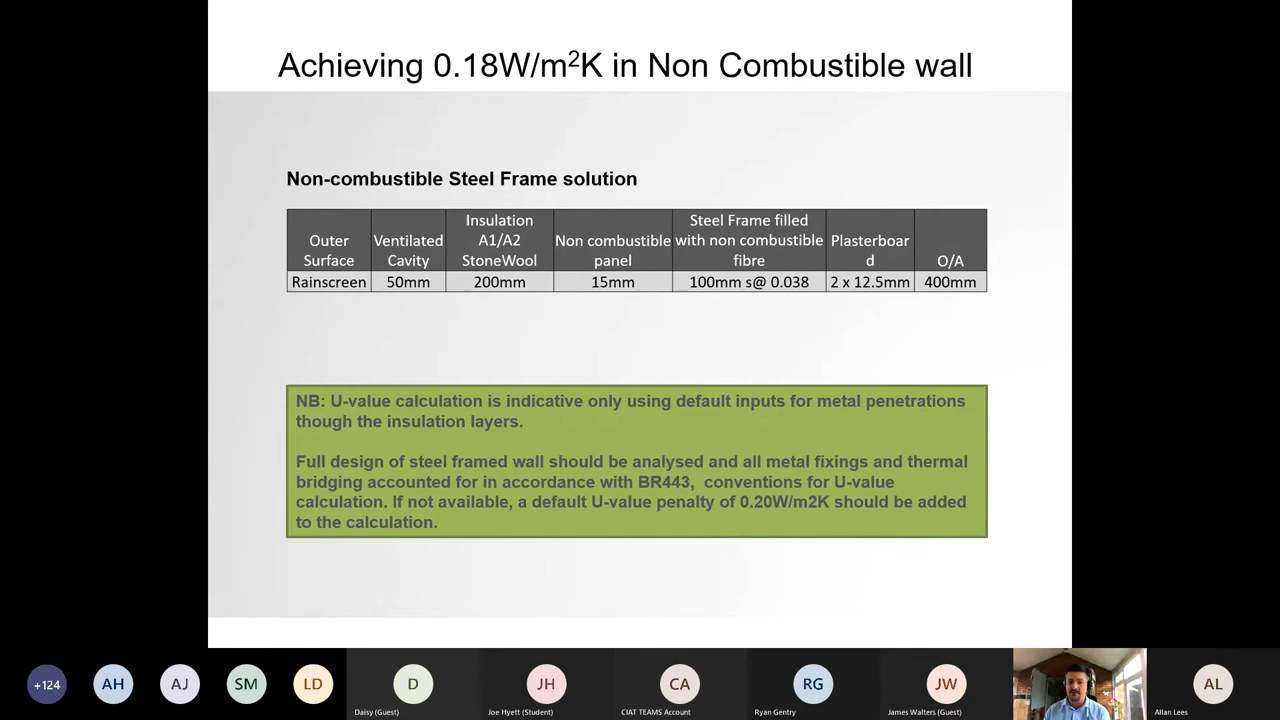 Achieving 0.18W/m²K in Non Combustible wall
Non-combustible Steel Frame solution
Outer
Surface
Ventilated
Cavity
Insulation
A1/A2
StoneWool
Non combustible
panel
Steel Frame filled
with non combustible
fibre
Plasterboar
d
O/A
Rainscreen
50mm
200mm
15mm
100mm s@ 0.038
2 x 12.5mm
400mm
NB: U-value calculation is indicative only using default inputs for metal penetrations
though the insulation layers.
Full design of steel framed wall should be analysed and all metal fixings and thermal
bridging accounted for in accordance with BR443, conventions for U-value
calculation. If not available, a default U-value penalty of 0.20W/m2K should be added
to the calculation.
+124
AH
AJ
SM
LD
D
Daisy (Guest)
JH
Joe Hyett (Student)
CA
CIAT TEAMS Account
RG
Ryan Gentry
JW
James Walters (Guest)
AL
Allan Lees